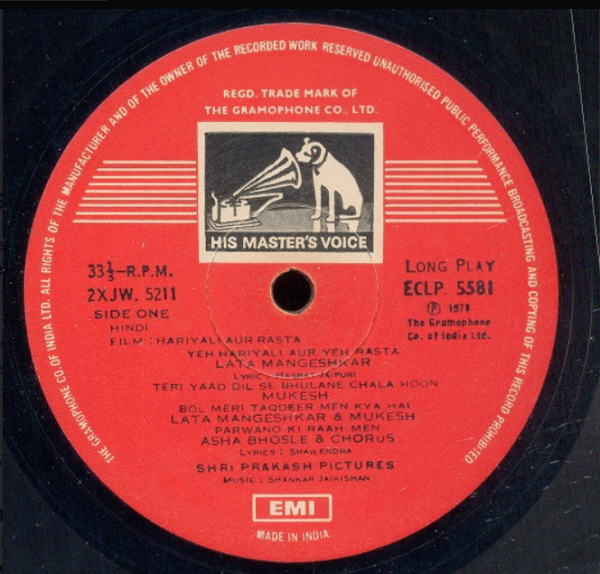 THE GRAMOPHONE CO. OF INDIA LTD. ALL RIGHTS OF THE MANUFACTURER AND OF THE OWNER OF THE RECORDED WORK RESERVED UNAUTHORISED PUBLIC PERFORMANCE BROADCASTING AND COPYING OF THIS RECORD PROHIBITED
REGD. TRADE MARK OF
THE GRAMOPHONE CO., LTD.
HIS MASTER'S VOICE
33⅓-R.P.M.
2XJW. 5211
SIDE ONE
HINDI
LONG PLAY
ECLP. 5581
℗ 1978
The Gramophone
Co. of India Ltd.
FILM : HARIYALI AUR RASTA
YEH HARIYALI AUR YEH RASTA
LATA MANGESHKAR
LYRIC : HASRAT JAIPURI
TERI YAAD DIL SE BHULANE CHALA HOON
MUKESH
BOL MERI TAQDEER MEN KYA HAI
LATA MANGESHKAR & MUKESH
PARWANO KI RAAH MEN
ASHA BHOSLE & CHORUS
LYRICS : SHAILENDRA
SHRI PRAKASH PICTURES
MUSIC : SHANKAR JAIKISHAN
EMI
MADE IN INDIA